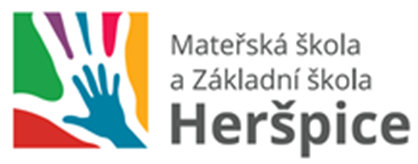 Mateřská škola
a Základní škola
Heršpice